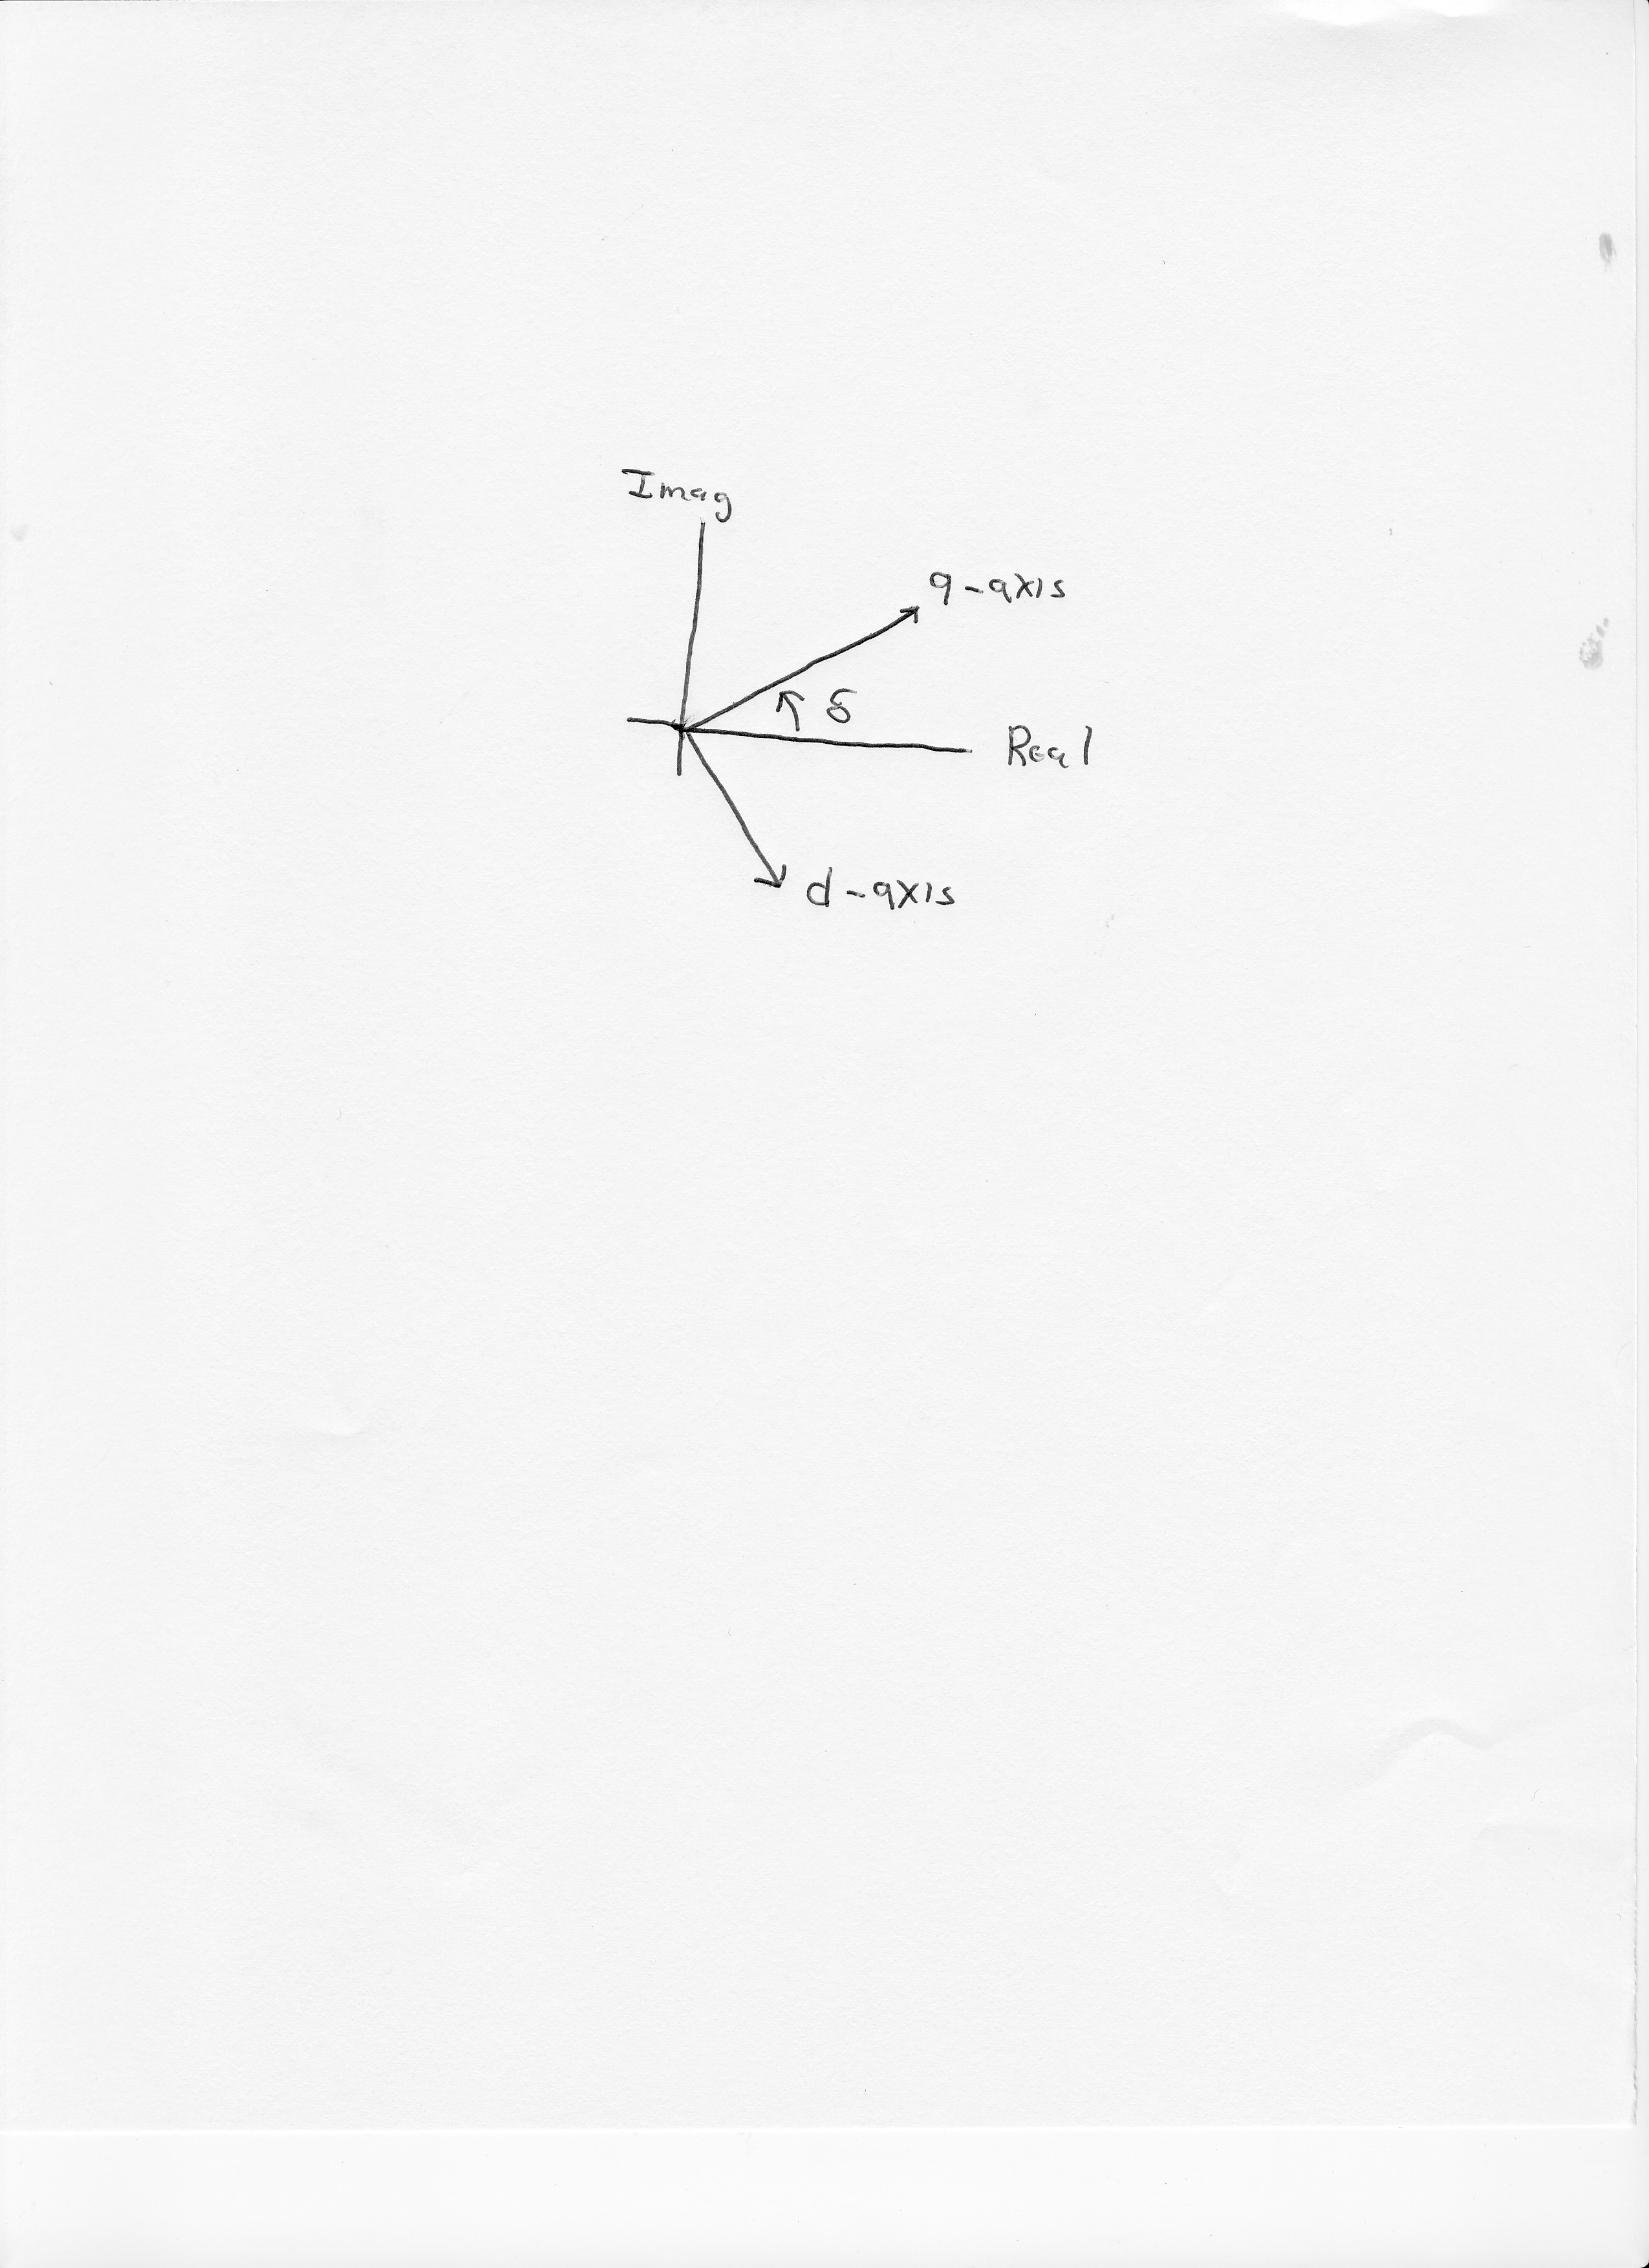 Imag
q-axis
δ
Real
d-axis